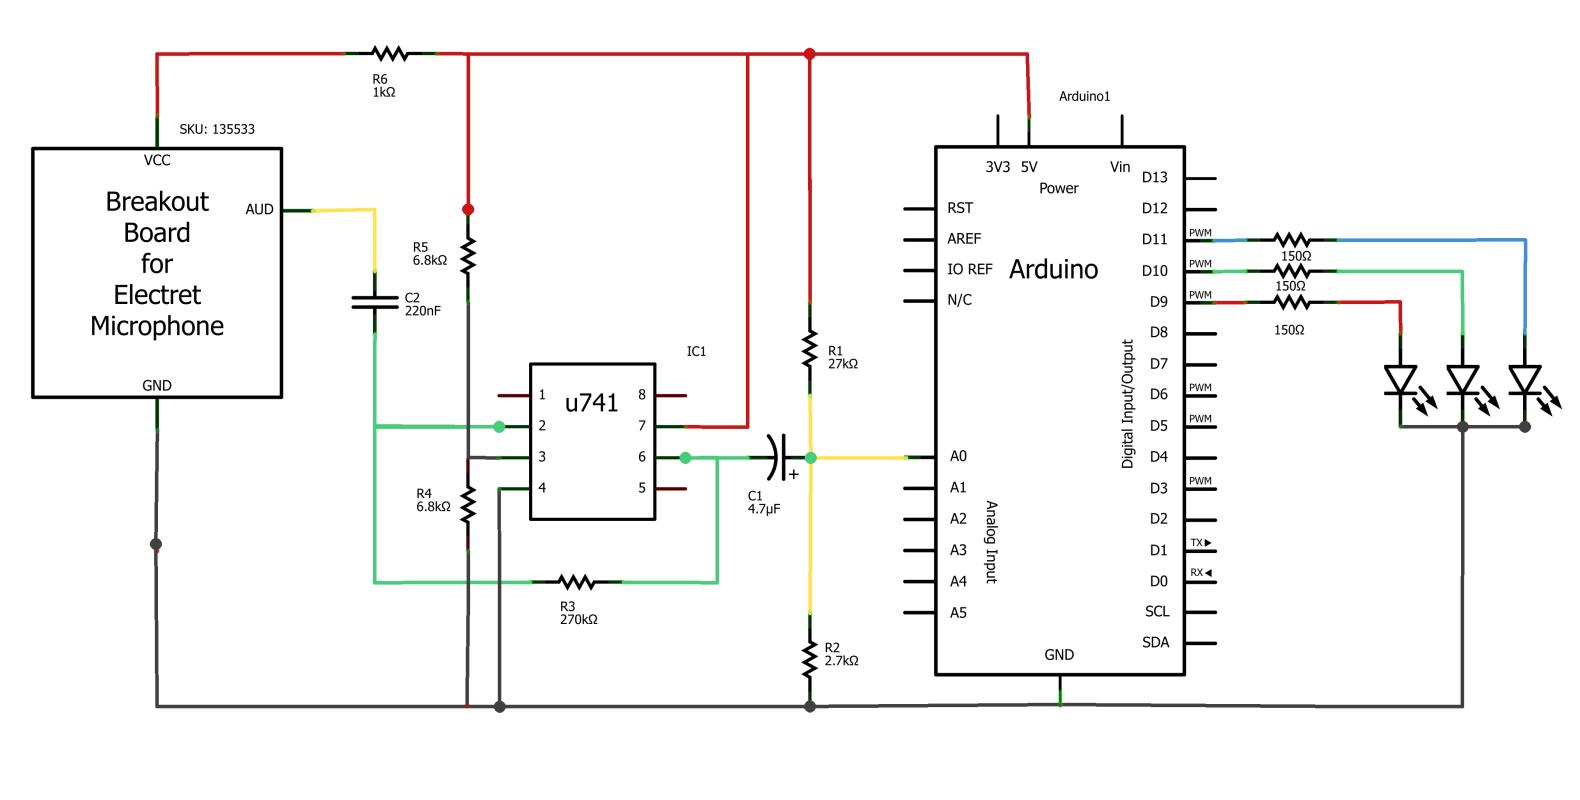 R6
1kΩ
Arduino1
SKU: 135533
VCC
Breakout
Board
for
Electret
Microphone
AUD
GND
R5
6.8kΩ
C2
220nF
R4
6.8kΩ
R3
270kΩ
IC1
u741
1
2
3
4
8
7
6
5
C1
4.7µF
+
R1
27kΩ
R2
2.7kΩ
3V3 5V Vin
Power
Arduino
RST
AREF
IO REF
N/C
A0
A1
A2
A3
A4
A5
Analog Input
Digital Input/Output
GND
D13
D12
D11 PWM
D10 PWM
D9 PWM
D8
D7
D6 PWM
D5 PWM
D4
D3 PWM
D2
D1 TX
D0 RX
SCL
SDA
150Ω
150Ω
150Ω